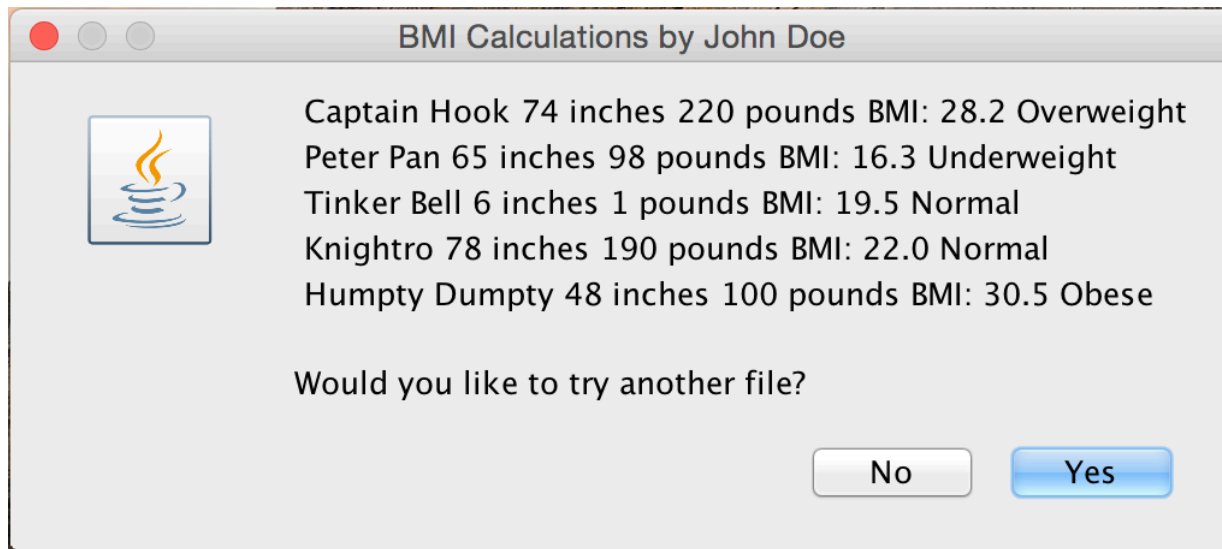 BMI Calculations by John Doe
Captain Hook 74 inches 220 pounds BMI: 28.2 Overweight
Peter Pan 65 inches 98 pounds BMI: 16.3 Underweight
Tinker Bell 6 inches 1 pounds BMI: 19.5 Normal
Knightro 78 inches 190 pounds BMI: 22.0 Normal
Humpty Dumpty 48 inches 100 pounds BMI: 30.5 Obese
Would you like to try another file?
No Yes